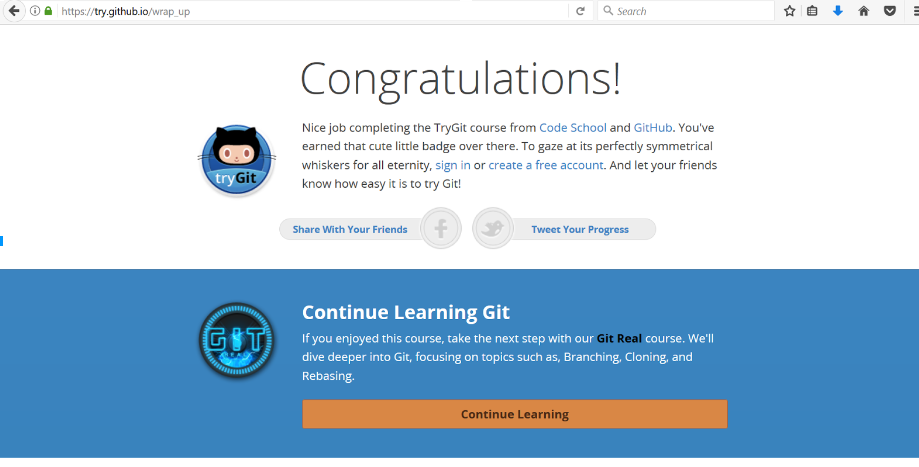 https://try.github.io/wrap_up
Search
Congratulations!
Nice job completing the TryGit course from Code School and GitHub. You've
earned that cute little badge over there. To gaze at its perfectly symmetrical
whiskers for all eternity, sign in or create a free account. And let your friends
know how easy it is to try Git!
tryGit
Share With Your Friends
Tweet Your Progress
GIT
REAL
Continue Learning Git
If you enjoyed this course, take the next step with our Git Real course. We'll
dive deeper into Git, focusing on topics such as, Branching, Cloning, and
Rebasing.
Continue Learning